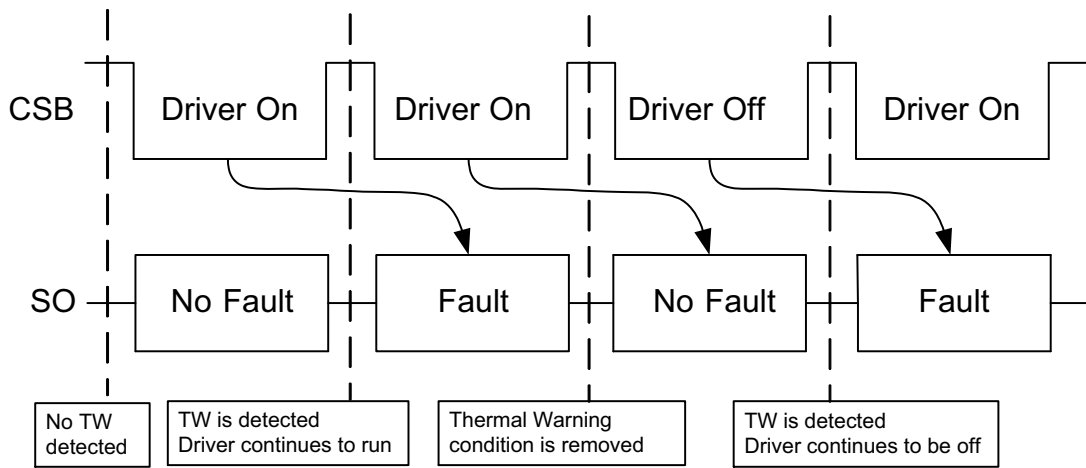 CSB
Driver On
Driver On
Driver Off
Driver On
SO
No Fault
Fault
No Fault
Fault
No TW
detected
TW is detected
Driver continues to run
Thermal Warning
condition is removed
TW is detected
Driver continues to be off